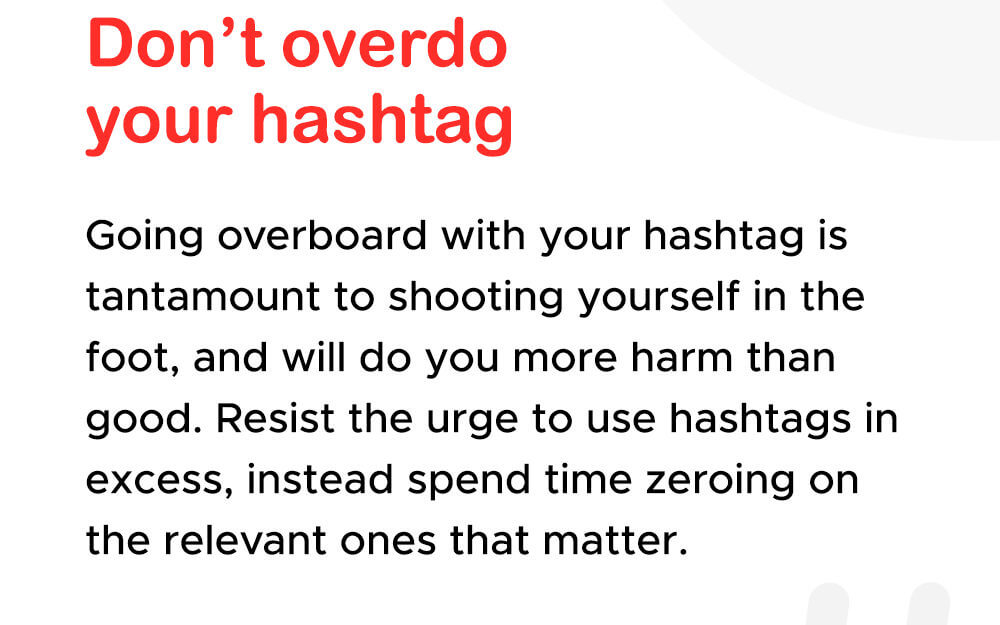 Don’t overdo
your hashtag
Going overboard with your hashtag is
tantamount to shooting yourself in the
foot, and will do you more harm than
good. Resist the urge to use hashtags in
excess, instead spend time zeroing on
the relevant ones that matter.